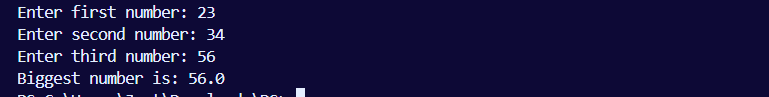 Enter first number: 23
Enter second number: 34
Enter third number: 56
Biggest number is: 56.0